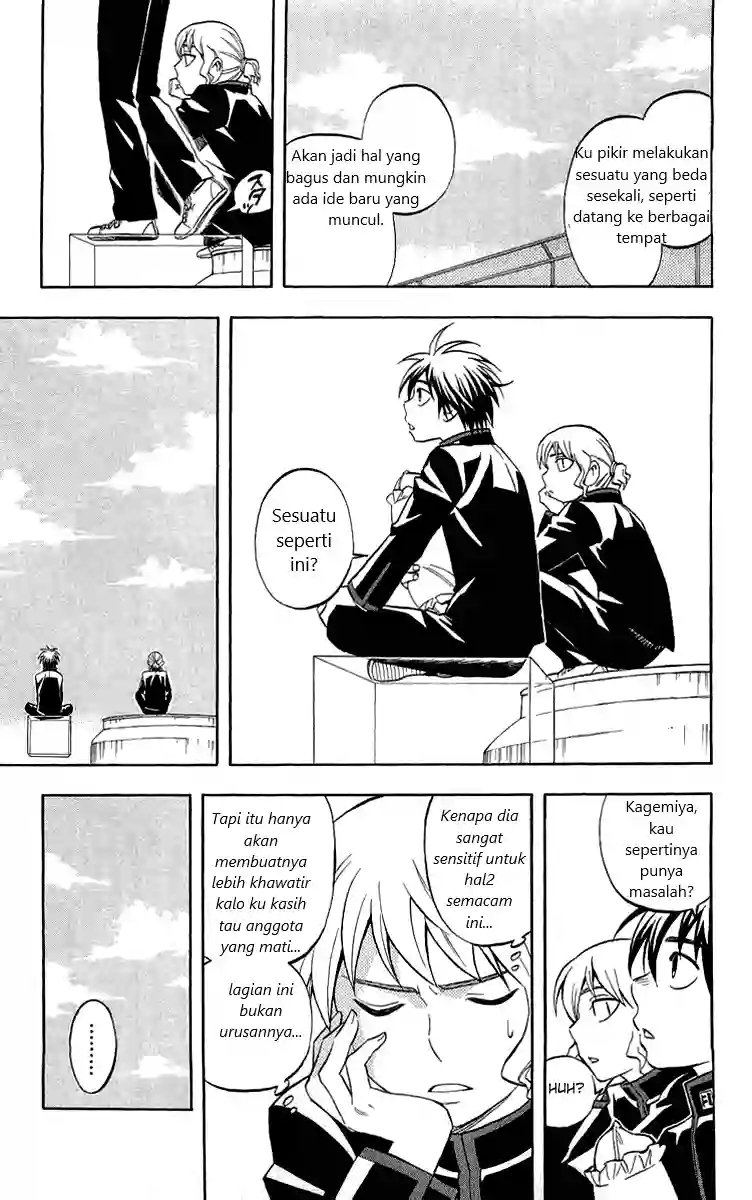 Ku pikir melakukan
sesuatu yang beda
sesekali, seperti
datang ke berbagai
tempat
Akan jadi hal yang
bagus dan mungkin
ada ide baru yang
muncul.
Sesuatu
seperti
ini?
Kagemiya,
kau
sepertinya
punya
masalah?
HUH?
Kenapa dia
sangat
sensitif untuk
hal2
semacam
ini...
Tapi itu hanya
akan
membuatnya
lebih khawatir
kalo ku kasih
tau anggota
yang mati...
lagian ini
bukan
urusannya...
.........